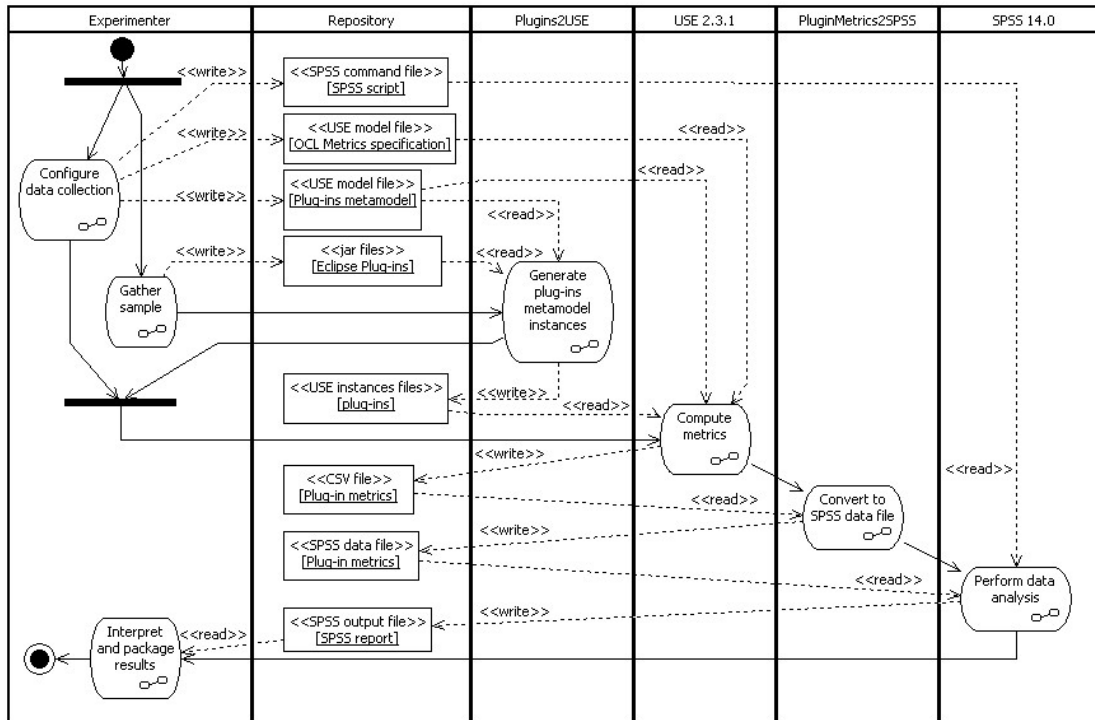 Experimenter
Repository
Plugins2USE
USE 2.3.1
PluginMetrics2SPSS
SPSS 14.0
<<write>>
<<SPSS command file>>
[SPSS script]
<<write>>
<<USE model file>>
[OCL Metrics specification]
<<read>>
Configure
data collection
<<write>>
<<USE model file>>
[Plug-ins metamodel]
<<read>>
<<read>>
<<write>>
<<jar files>>
[Eclipse Plug-ins]
<<read>>
Gather
sample
Generate
plug-ins
metamodel
instances
<<USE instances files>>
[plug-ins]
<<write>>
<<read>>
Compute
metrics
<<write>>
<<CSV file>>
[Plug-in metrics]
<<read>>
<<read>>
Convert to
SPSS data file
<<SPSS data file>>
[Plug-in metrics]
<<write>>
<<read>>
Perform data
analysis
<<write>>
<<SPSS output file>>
[SPSS report]
<<read>>
Interpret
and package
results